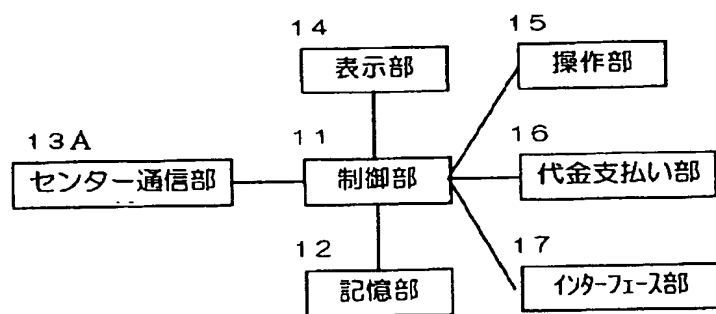 14
表示部
15
操作部
13A
センター通信部
11
制御部
16
代金支払い部
12
記憶部
17
インターフェース部